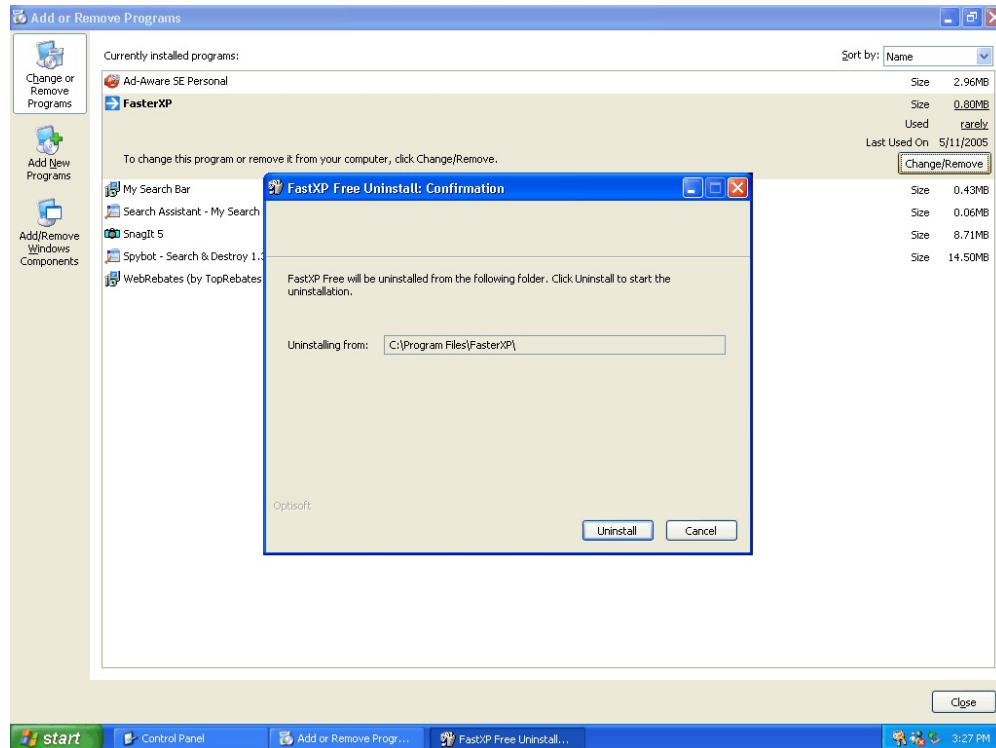 Add or Remove Programs
Change or
Remove
Programs
Add New
Programs
Add/Remove
Windows
Components
Currently installed programs:
Sort by: Name
Ad-Aware SE Personal Size 2.96MB
FasterXP Size 0.80MB
Used rarely
Last Used On 5/11/2005
To change this program or remove it from your computer, click Change/Remove.
Change/Remove
My Search Bar Size 0.43MB
Search Assistant - My Search Size 0.06MB
SnagIt 5 Size 8.71MB
Spybot - Search & Destroy 1. Size 14.50MB
WebRebates (by TopRebates
FastXP Free Uninstall: Confirmation
FastXP Free will be uninstalled from the following folder. Click Uninstall to start the
uninstallation.
Uninstalling from: C:\Program Files\FasterXP\
Optisoft
Uninstall Cancel
Close
start Control Panel Add or Remove Progr... FastXP Free Uninstall... 3:27 PM